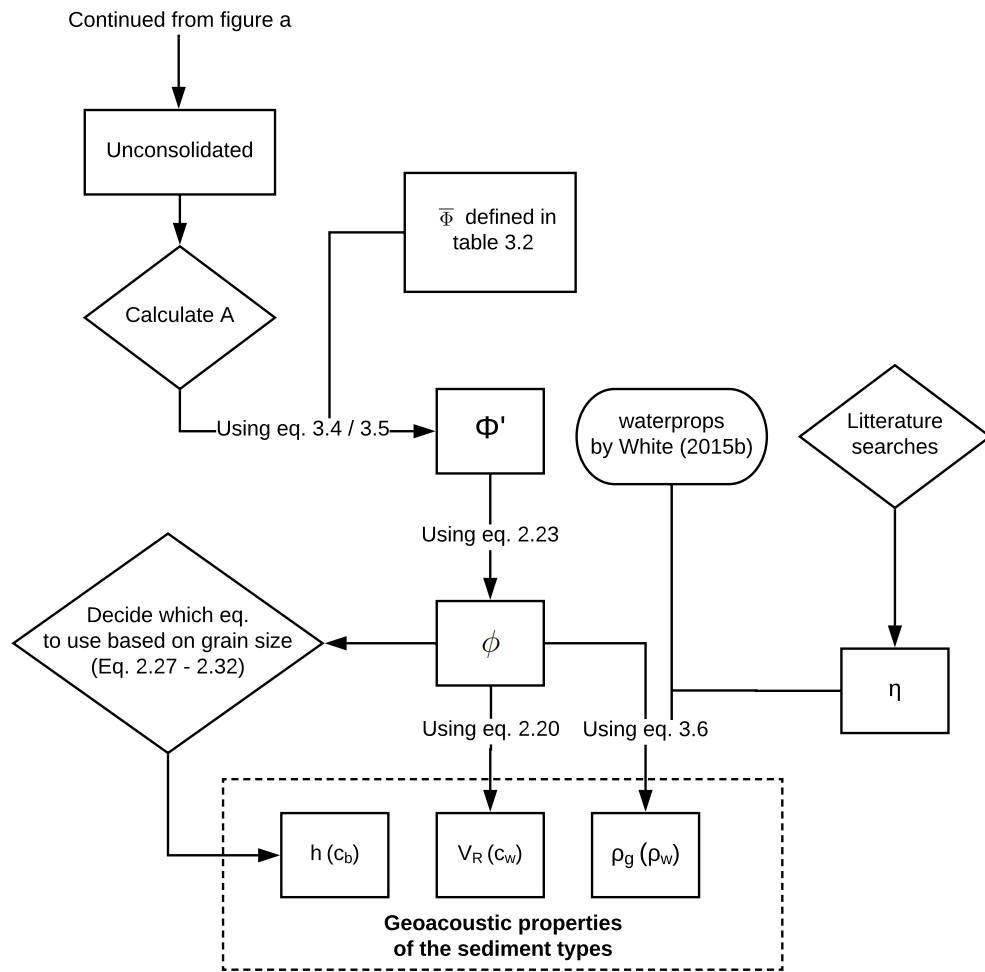 Continued from figure a
Unconsolidated
Φ̅ defined in
table 3.2
Calculate A
Using eq. 3.4 / 3.5
Φ'
waterprops
by White (2015b)
Litterature
searches
Using eq. 2.23
Decide which eq.
to use based on grain size
(Eq. 2.27 - 2.32)
ϕ
η
Using eq. 2.20
Using eq. 3.6
h (c_b)
V_R (c_w)
ρ_g (ρ_w)
Geoacoustic properties
of the sediment types